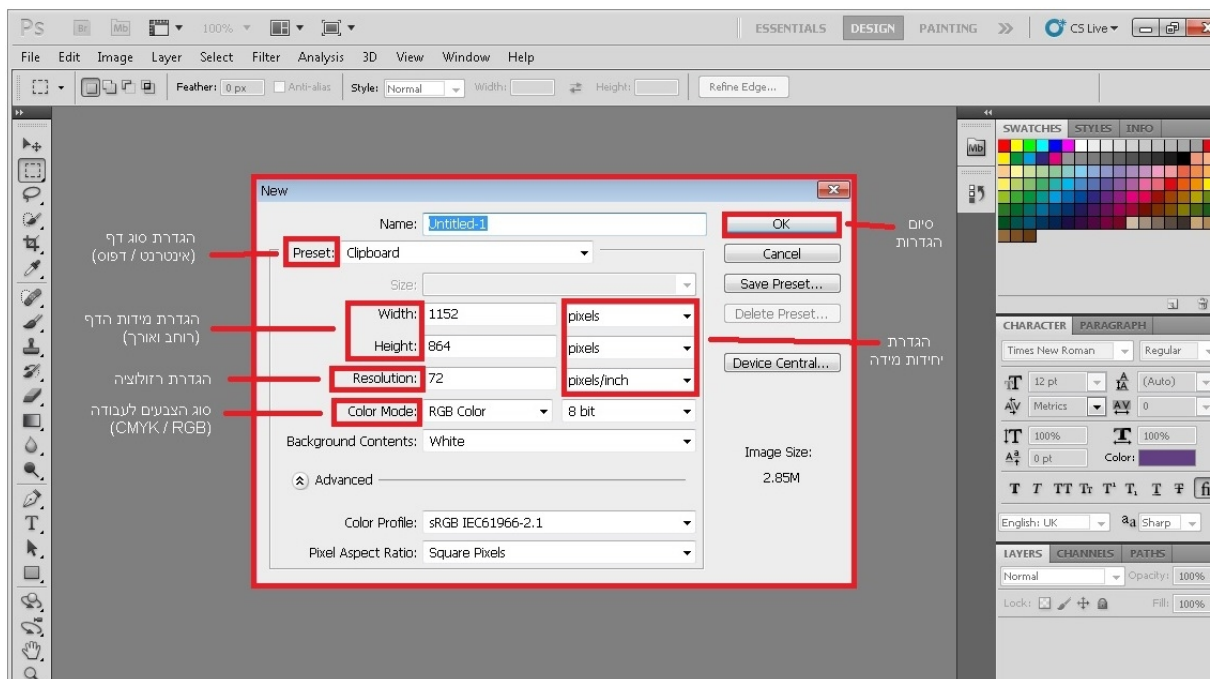 Ps Br Mb 100% ESSENTIALS DESIGN PAINTING CS Live
File Edit Image Layer Select Filter Analysis 3D View Window Help
Feather: 0 px Anti-alias Style: Normal Width: Height: Refine Edge...
SWATCHES STYLES INFO
Mb
New
Name: Untitled-1 OK
סיום
הגדרות
הגדרת סוג דף
(אינטרנט / דפוס)
Preset: Clipboard Cancel
Size: Save Preset...
הגדרת מידות הדף
(רוחב ואורך)
Width: 1152 pixels Delete Preset...
Height: 864 pixels
הגדרת
יחידות מידה
הגדרת רזולוציה
Resolution: 72 pixels/inch Device Central...
סוג הצבעים לעבודה
(CMYK / RGB)
Color Mode: RGB Color 8 bit
Background Contents: White
Image Size:
2.85M
Advanced
Color Profile: sRGB IEC61966-2.1
Pixel Aspect Ratio: Square Pixels
CHARACTER PARAGRAPH
Times New Roman Regular
12 pt (Auto)
Metrics 0
100% 100%
0 pt Color:
T T TT Tr T¹ T₁ T T fi
English: UK aa Sharp
LAYERS CHANNELS PATHS
Normal Opacity: 100%
Lock: Fill: 100%